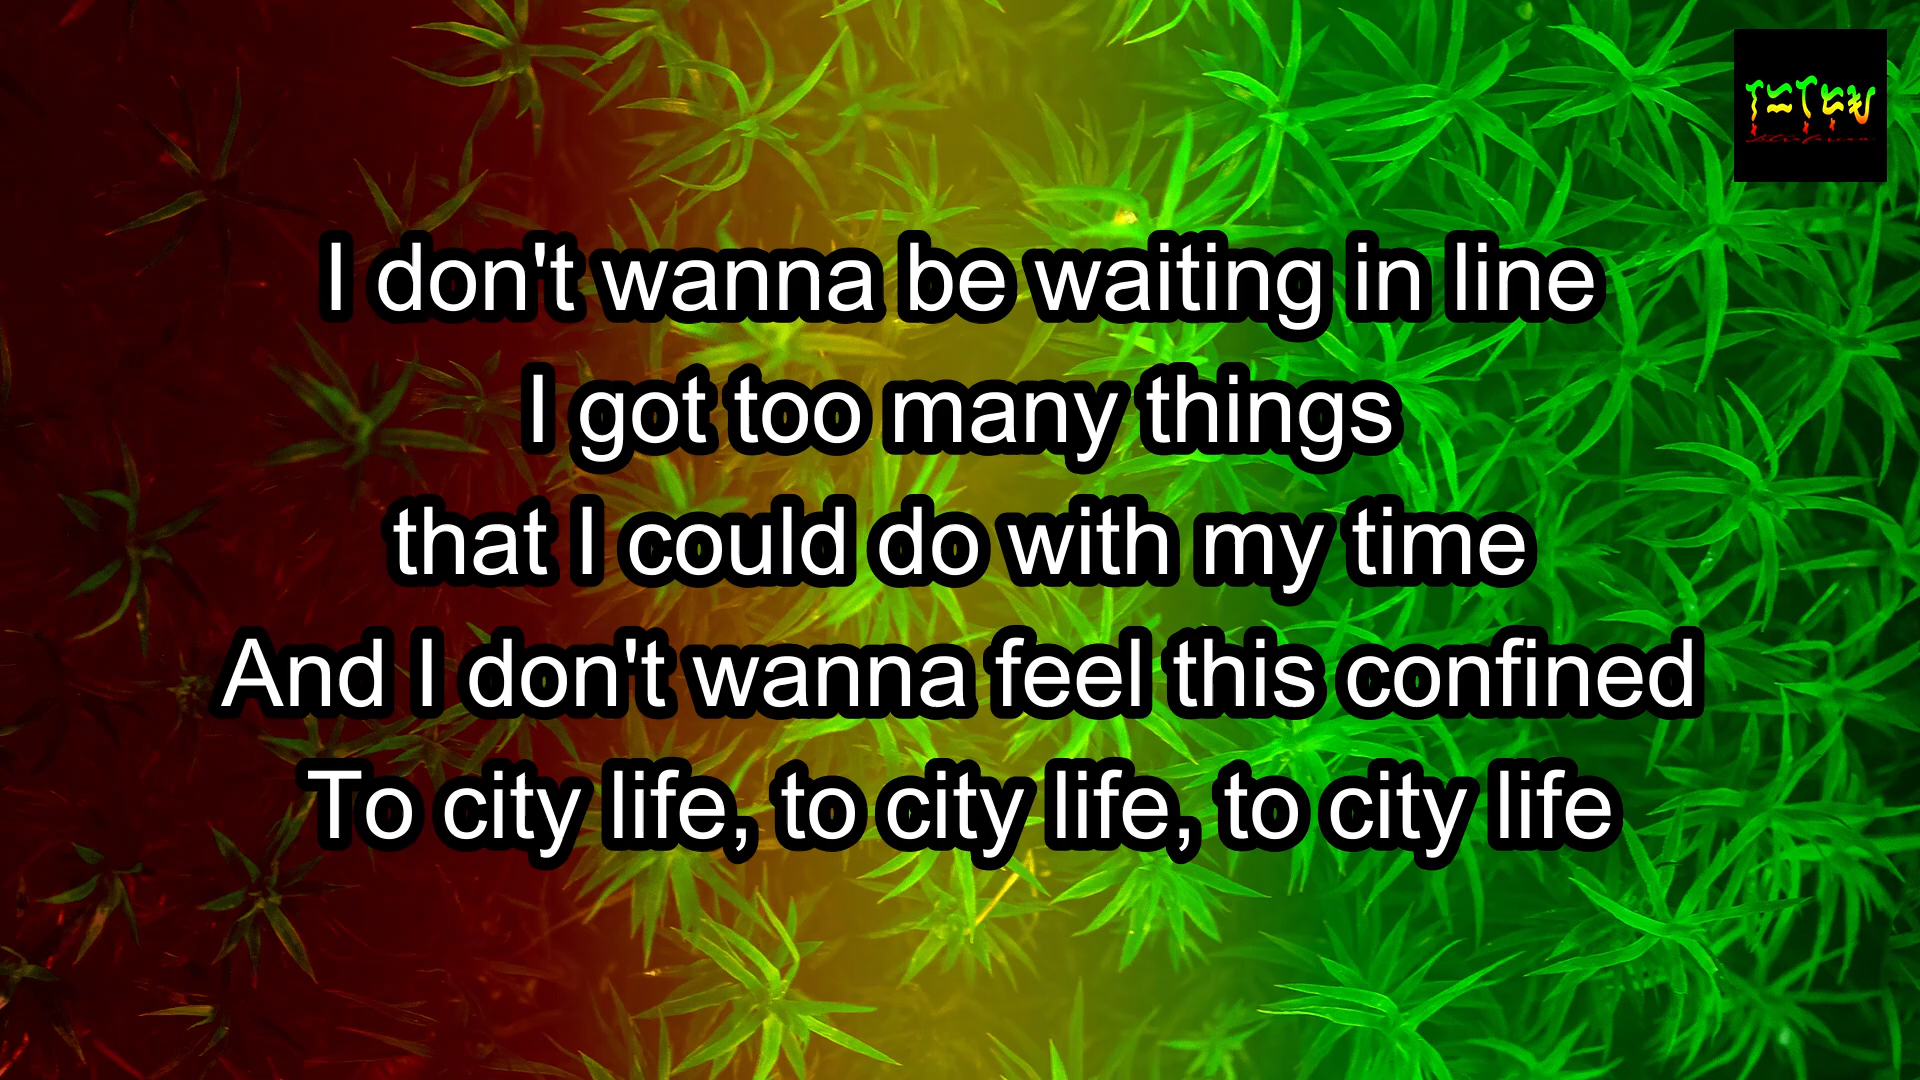 I don't wanna be waiting in line
I got too many things
that I could do with my time
And I don't wanna feel this confined
To city life, to city life, to city life